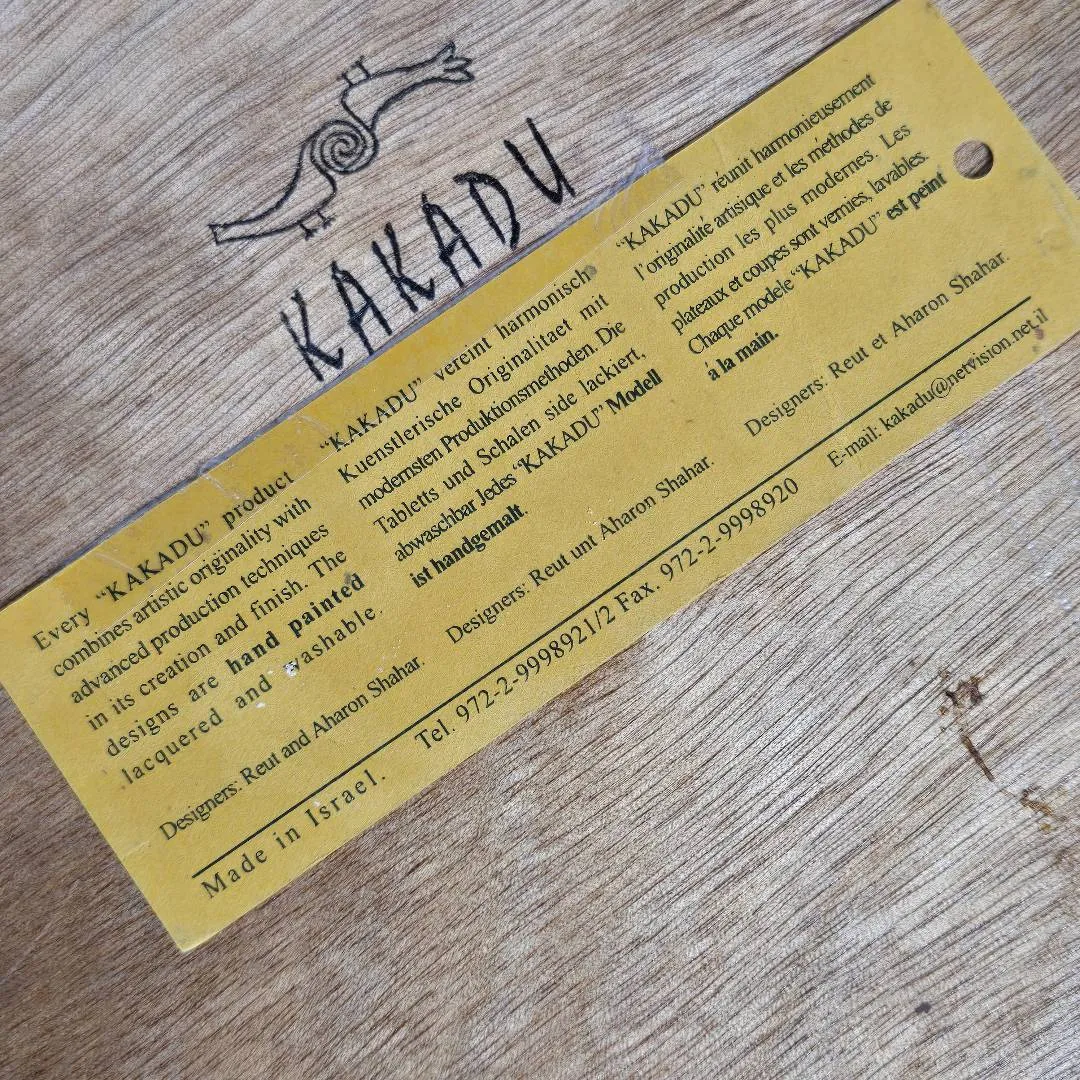 KAKADU
Every “KAKADU” product
combines artistic originality with
advanced production techniques
in its creation and finish. The
designs are hand painted
lacquered and washable.
Designers: Reut and Aharon Shahar.
“KAKADU” vereint harmonisch
Kuenstlerische Originalitaet mit
modernsten Produktionsmethoden. Die
Tabletts und Schalen side lackiert,
abwaschbar Jedes “KAKADU” Modell
ist handgemalt.
Designers: Reut unt Aharon Shahar.
“KAKADU” réunit harmonieusement
l’originalité artisique et les méthodes de
production les plus modernes. Les
plateaux et coupes sont vernies, lavables.
Chaque modele “KAKADU” est peint
à la main.
Designers: Reut et Aharon Shahar.
Made in Israel. Tel. 972-2-9998921/2 Fax. 972-2-9998920 E-mail: kakadu@netvision.net.il